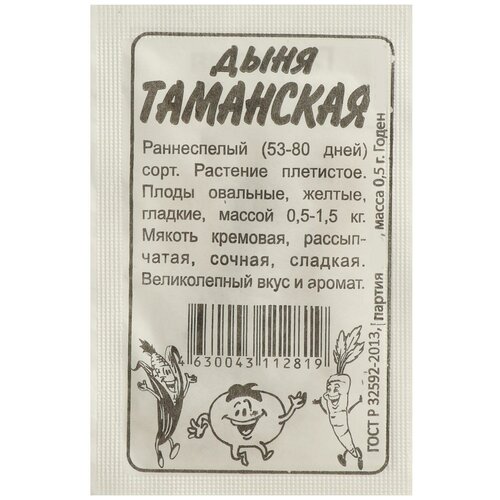 ДЫНЯ
ТАМАНСКАЯ
Раннеспелый (53-80 дней)
сорт. Растение плетистое.
Плоды овальные, желтые,
гладкие, массой 0,5-1,5 кг.
Мякоть кремовая, рассып-
чатая, сочная, сладкая.
Великолепный вкус и аромат.
4 630043 112819
ГОСТ Р 32592-2013, партия , масса 0,5 г. Годен